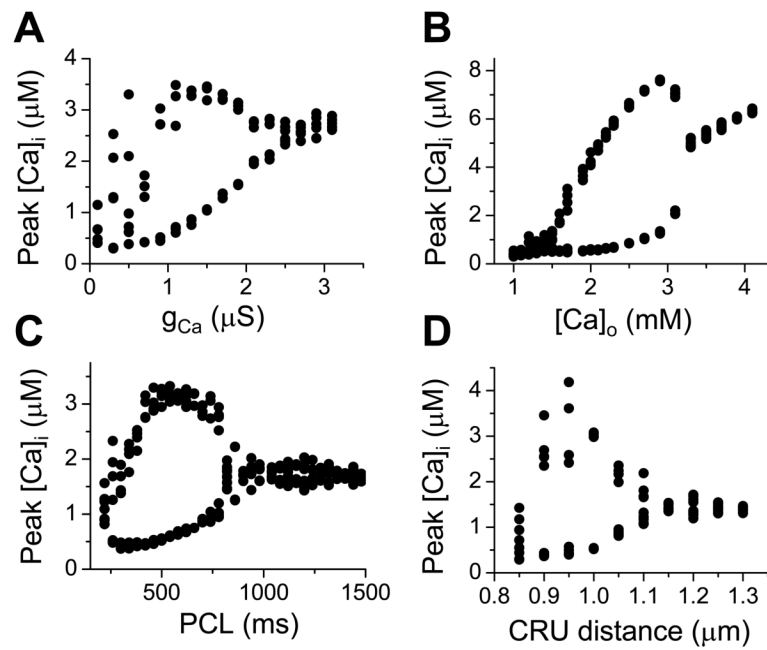 A
Peak [Ca]i (μM)
4
3
2
1
0
0 1 2 3
gCa (μS)
B
Peak [Ca]i (μM)
8
6
4
2
0
1 2 3 4
[Ca]o (mM)
C
Peak [Ca]i (μM)
3
2
1
0
500 1000 1500
PCL (ms)
D
Peak [Ca]i (μM)
4
3
2
1
0
0.8 0.9 1.0 1.1 1.2 1.3
CRU distance (μm)